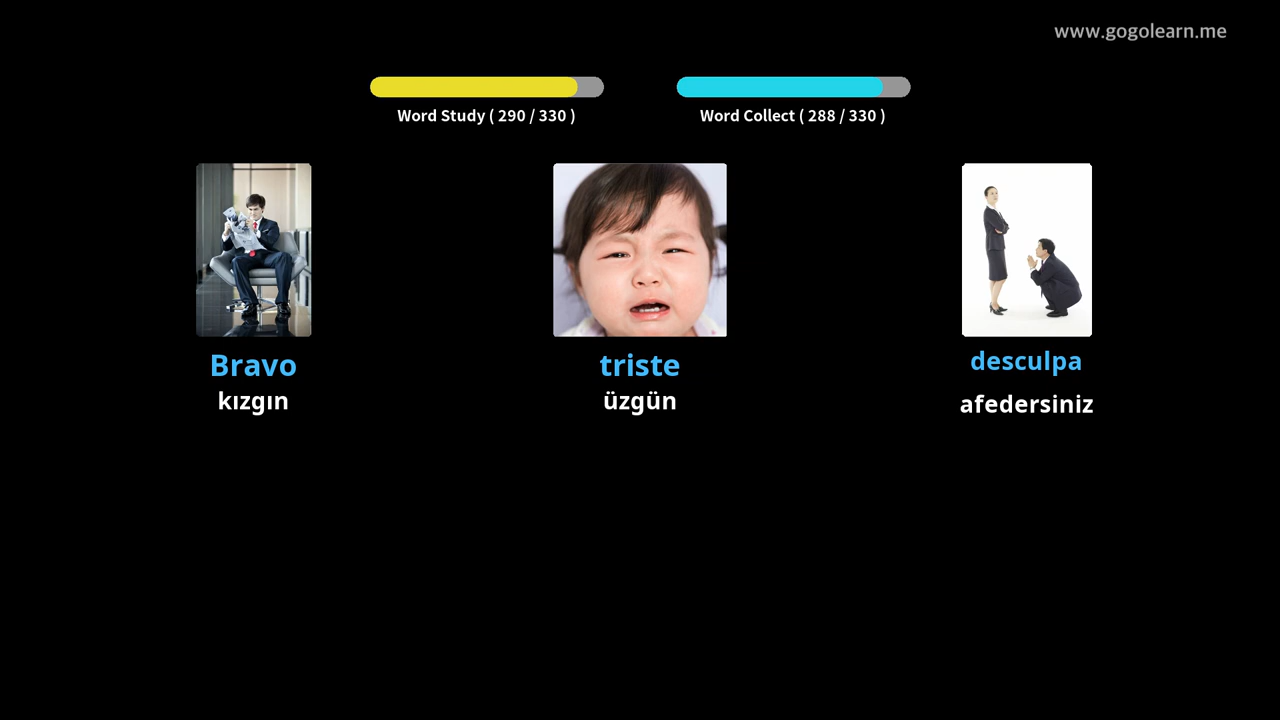 www.gogolearn.me
Word Study ( 290 / 330 )
Word Collect ( 288 / 330 )
Bravo
kızgın
triste
üzgün
desculpa
afedersiniz